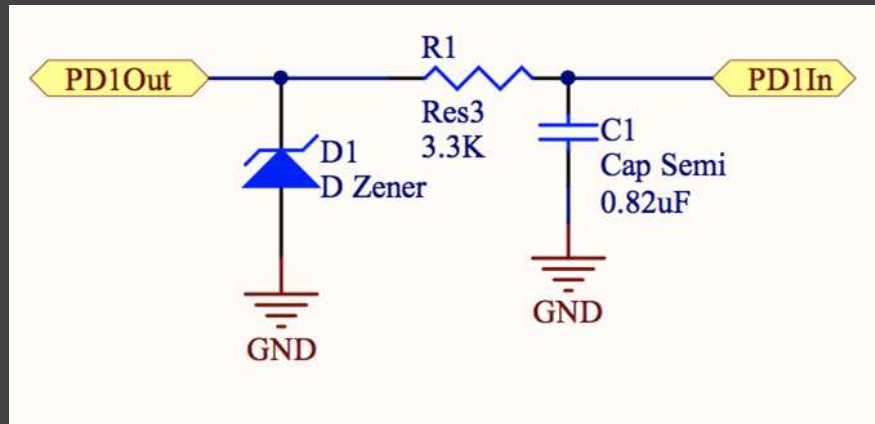 R1
PD1Out
PD1In
Res3
3.3K
D1
D Zener
C1
Cap Semi
0.82uF
GND
GND